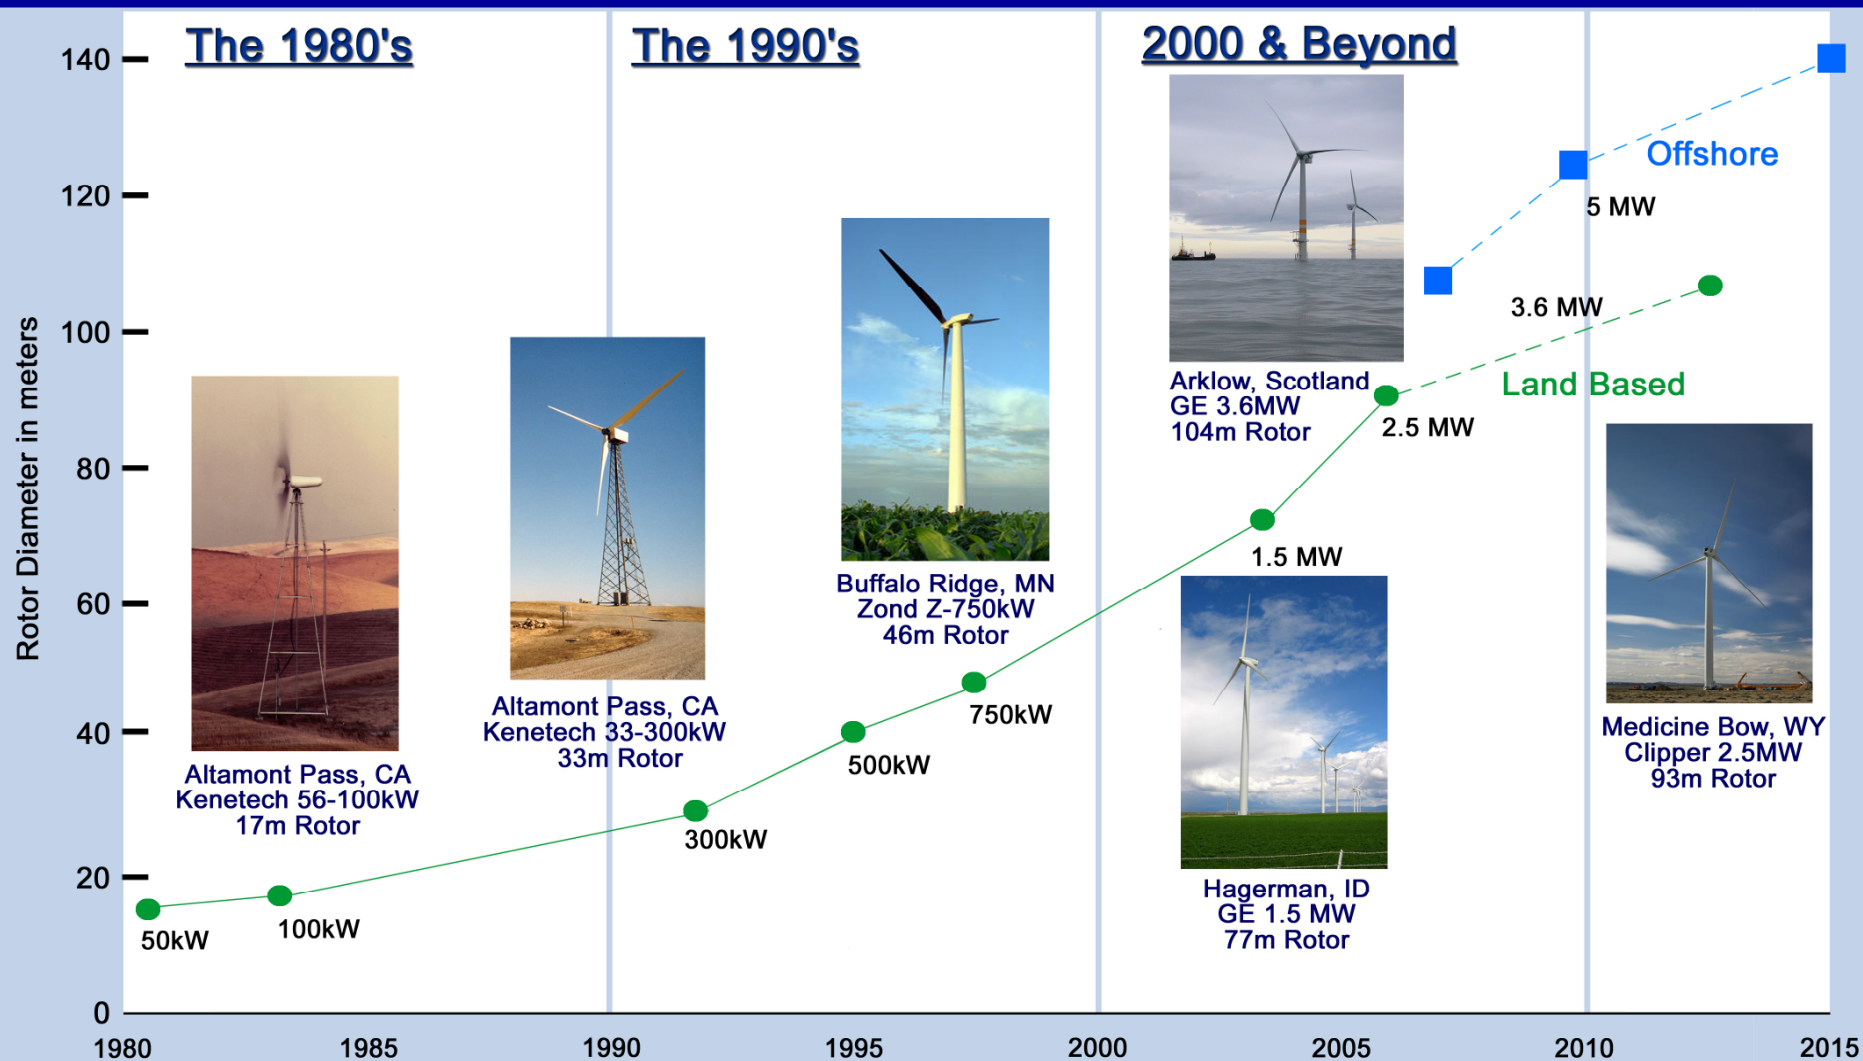 The 1980's
The 1990's
2000 & Beyond
Rotor Diameter in meters
140
120
100
80
60
40
20
0
Offshore
5 MW
3.6 MW
Land Based
2.5 MW
1.5 MW
750kW
500kW
300kW
100kW
50kW
Altamont Pass, CA
Kenetech 56-100kW
17m Rotor
Altamont Pass, CA
Kenetech 33-300kW
33m Rotor
Buffalo Ridge, MN
Zond Z-750kW
46m Rotor
Arklow, Scotland
GE 3.6MW
104m Rotor
Hagerman, ID
GE 1.5 MW
77m Rotor
Medicine Bow, WY
Clipper 2.5MW
93m Rotor
1980
1985
1990
1995
2000
2005
2010
2015